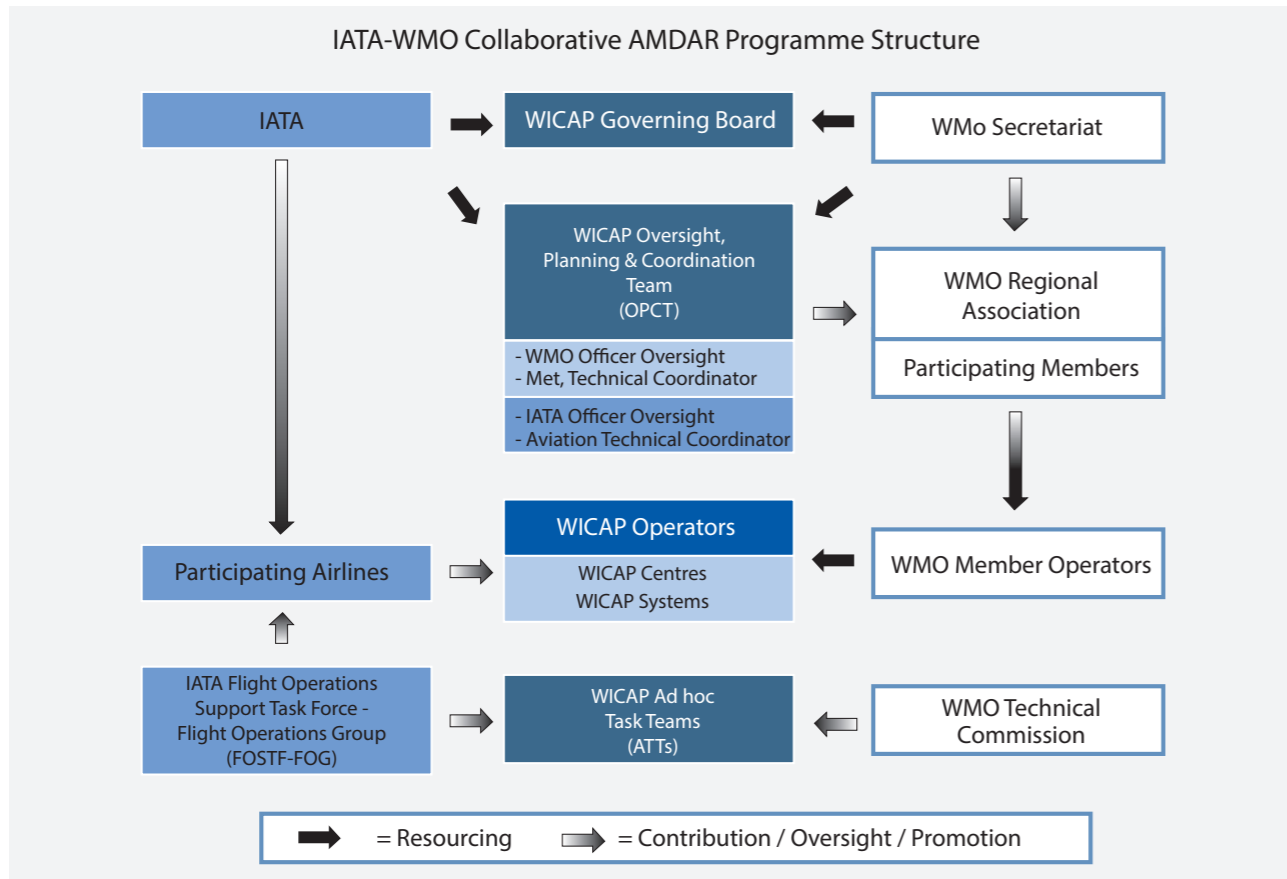 IATA-WMO Collaborative AMDAR Programme Structure
IATA
WICAP Governing Board
WMo Secretariat
WICAP Oversight,
Planning & Coordination
Team
(OPCT)
- WMO Officer Oversight
- Met, Technical Coordinator
- IATA Officer Oversight
- Aviation Technical Coordinator
WMO Regional
Association
Participating Members
Participating Airlines
WICAP Operators
WICAP Centres
WICAP Systems
WMO Member Operators
IATA Flight Operations
Support Task Force -
Flight Operations Group
(FOSTF-FOG)
WICAP Ad hoc
Task Teams
(ATTs)
WMO Technical
Commission
= Resourcing
= Contribution / Oversight / Promotion